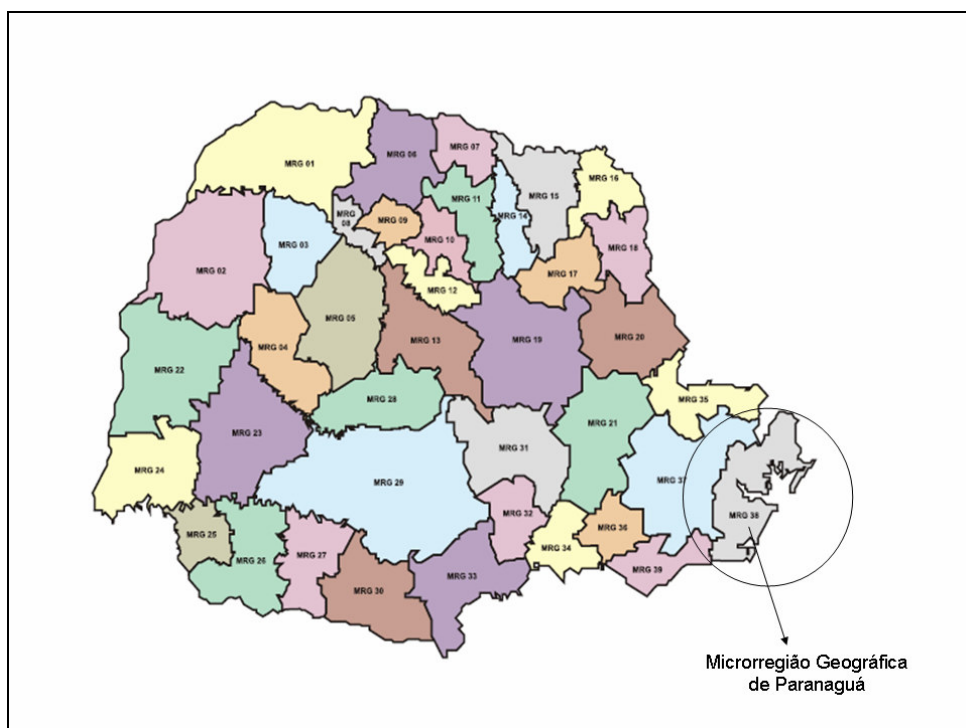 MRG 01
MRG 06
MRG 07
MRG 15
MRG 16
MRG 11
MRG 14
MRG
08
MRG 09
MRG 10
MRG 03
MRG 18
MRG 02
MRG 17
MRG 12
MRG 05
MRG 13
MRG 19
MRG 20
MRG 04
MRG 22
MRG 28
MRG 35
MRG 21
MRG 23
MRG 31
MRG 24
MRG 29
MRG 37
MRG 32
MRG 38
MRG 36
MRG 25
MRG 34
MRG 27
MRG 26
MRG 39
MRG 33
MRG 30
Microrregião Geográfica
de Paranaguá